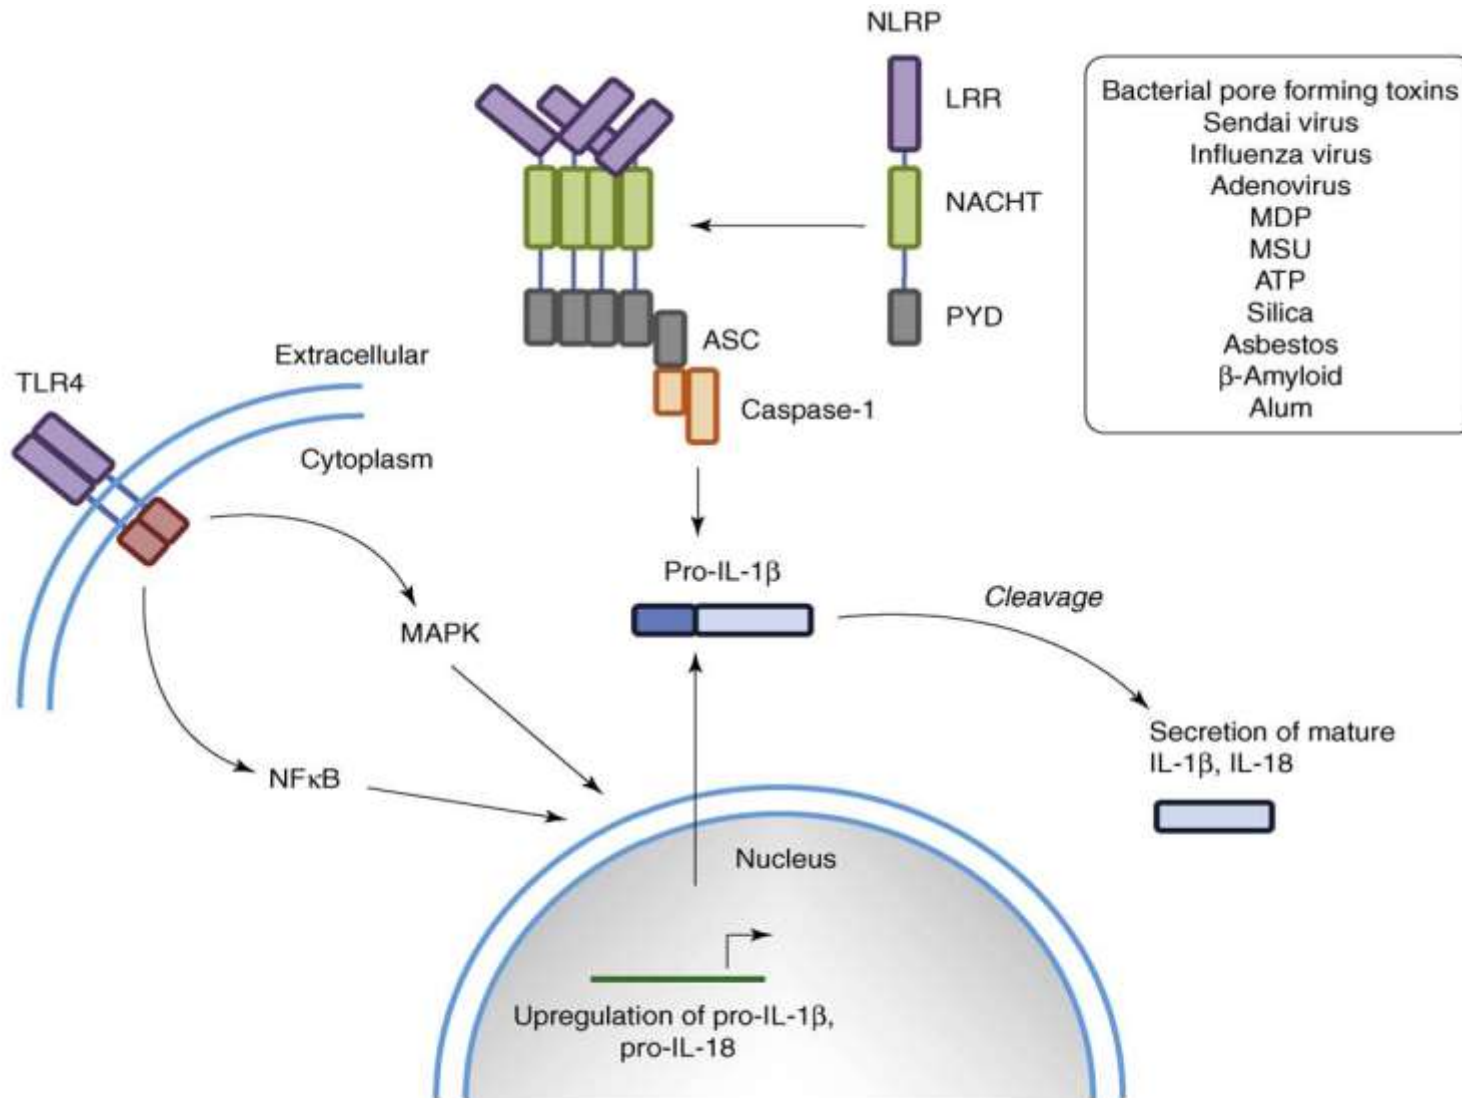 NLRP
LRR
NACHT
PYD
Bacterial pore forming toxins
Sendai virus
Influenza virus
Adenovirus
MDP
MSU
ATP
Silica
Asbestos
β-Amyloid
Alum
ASC
Caspase-1
Extracellular
TLR4
Cytoplasm
MAPK
NFκB
Pro-IL-1β
Cleavage
Secretion of mature
IL-1β, IL-18
Nucleus
Upregulation of pro-IL-1β,
pro-IL-18